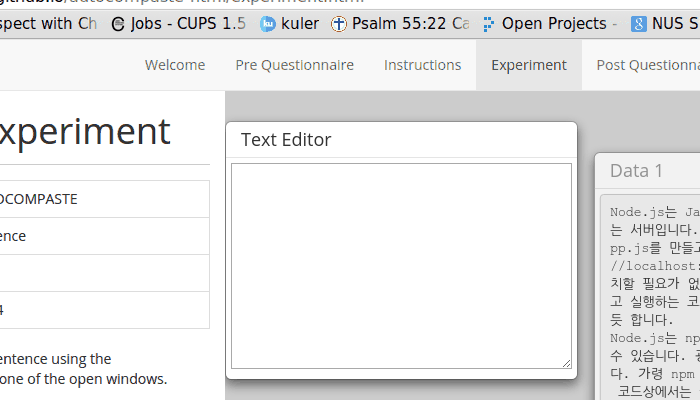 spect with Ch Jobs - CUPS 1.5 ku kuler Psalm 55:22 Ca Open Projects - 8 NUS S
Welcome Pre Questionnaire Instructions Experiment Post Questionna
xperiment
OCOMPASTE
ence
4
entence using the
one of the open windows.
Text Editor
Data 1
Node.js는 Ja
는 서버입니다.
pp.js를 만들고
//localhost:
치할 필요가 없
고 실행하는 코
듯 합니다.
Node.js는 np
수 있습니다. 공
다. 가령 npm
코드상에서는